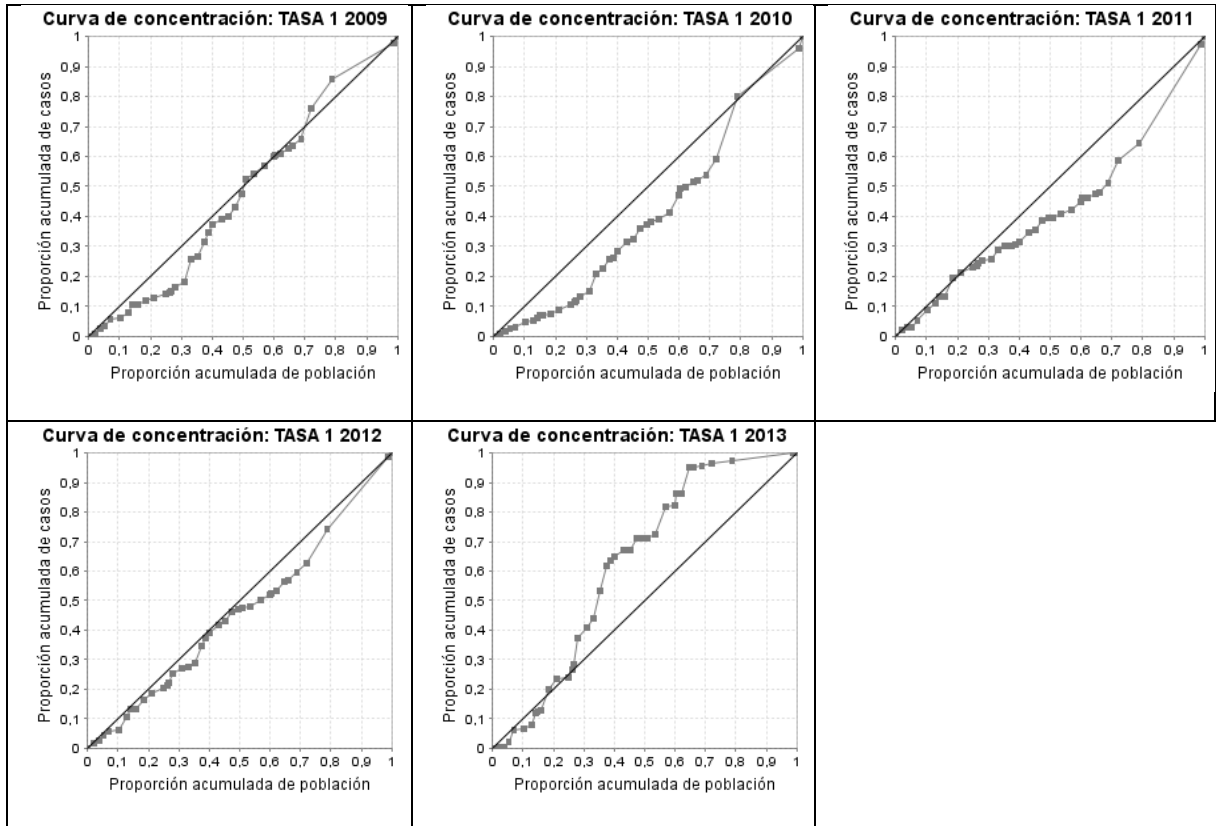 Curva de concentración: TASA 1 2009
Proporción acumulada de casos
1
0,9
0,8
0,7
0,6
0,5
0,4
0,3
0,2
0,1
0
0 0,1 0,2 0,3 0,4 0,5 0,6 0,7 0,8 0,9 1
Proporción acumulada de población
Curva de concentración: TASA 1 2010
Proporción acumulada de casos
1
0,9
0,8
0,7
0,6
0,5
0,4
0,3
0,2
0,1
0
0 0,1 0,2 0,3 0,4 0,5 0,6 0,7 0,8 0,9 1
Proporción acumulada de población
Curva de concentración: TASA 1 2011
Proporción acumulada de casos
1
0,9
0,8
0,7
0,6
0,5
0,4
0,3
0,2
0,1
0
0 0,1 0,2 0,3 0,4 0,5 0,6 0,7 0,8 0,9 1
Proporción acumulada de población
Curva de concentración: TASA 1 2012
Proporción acumulada de casos
1
0,9
0,8
0,7
0,6
0,5
0,4
0,3
0,2
0,1
0
0 0,1 0,2 0,3 0,4 0,5 0,6 0,7 0,8 0,9 1
Proporción acumulada de población
Curva de concentración: TASA 1 2013
Proporción acumulada de casos
1
0,9
0,8
0,7
0,6
0,5
0,4
0,3
0,2
0,1
0
0 0,1 0,2 0,3 0,4 0,5 0,6 0,7 0,8 0,9 1
Proporción acumulada de población